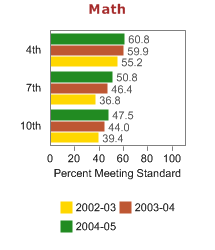 Math
60.8
4th 59.9
55.2
50.8
7th 46.4
36.8
47.5
10th 44.0
39.4
0 20 40 60 80 100
Percent Meeting Standard
2002-03 2003-04
2004-05